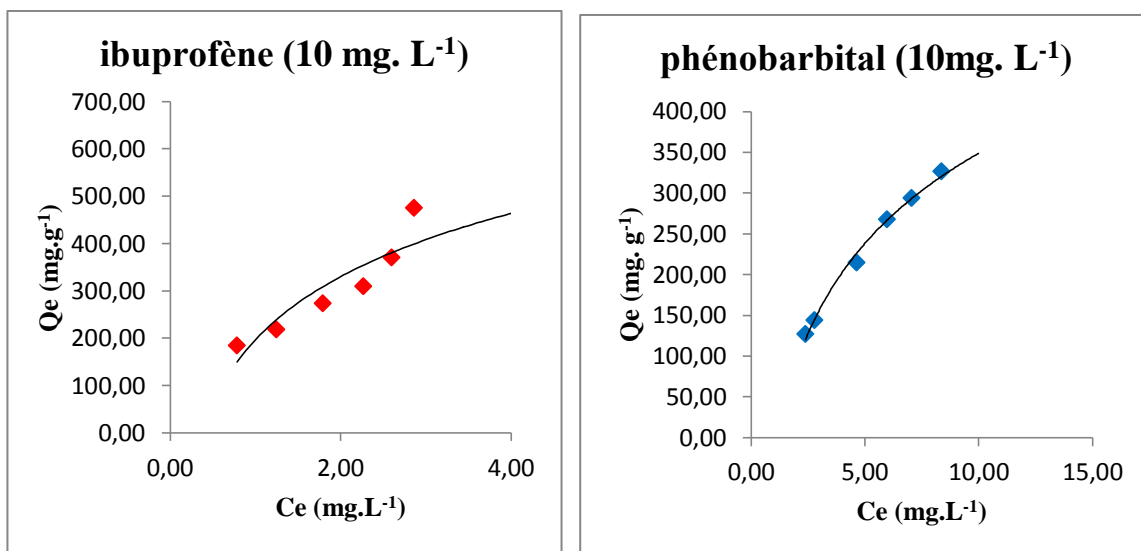 ibuprofène (10 mg. L-1)
700,00
600,00
500,00
400,00
300,00
200,00
100,00
0,00
Qe (mg.g-1)
0,00 2,00 4,00
Ce (mg.L-1)
phénobarbital (10mg. L-1)
400,00
350,00
300,00
250,00
200,00
150,00
100,00
50,00
0,00
Qe (mg. g-1)
0,00 5,00 10,00 15,00
Ce (mg.L-1)